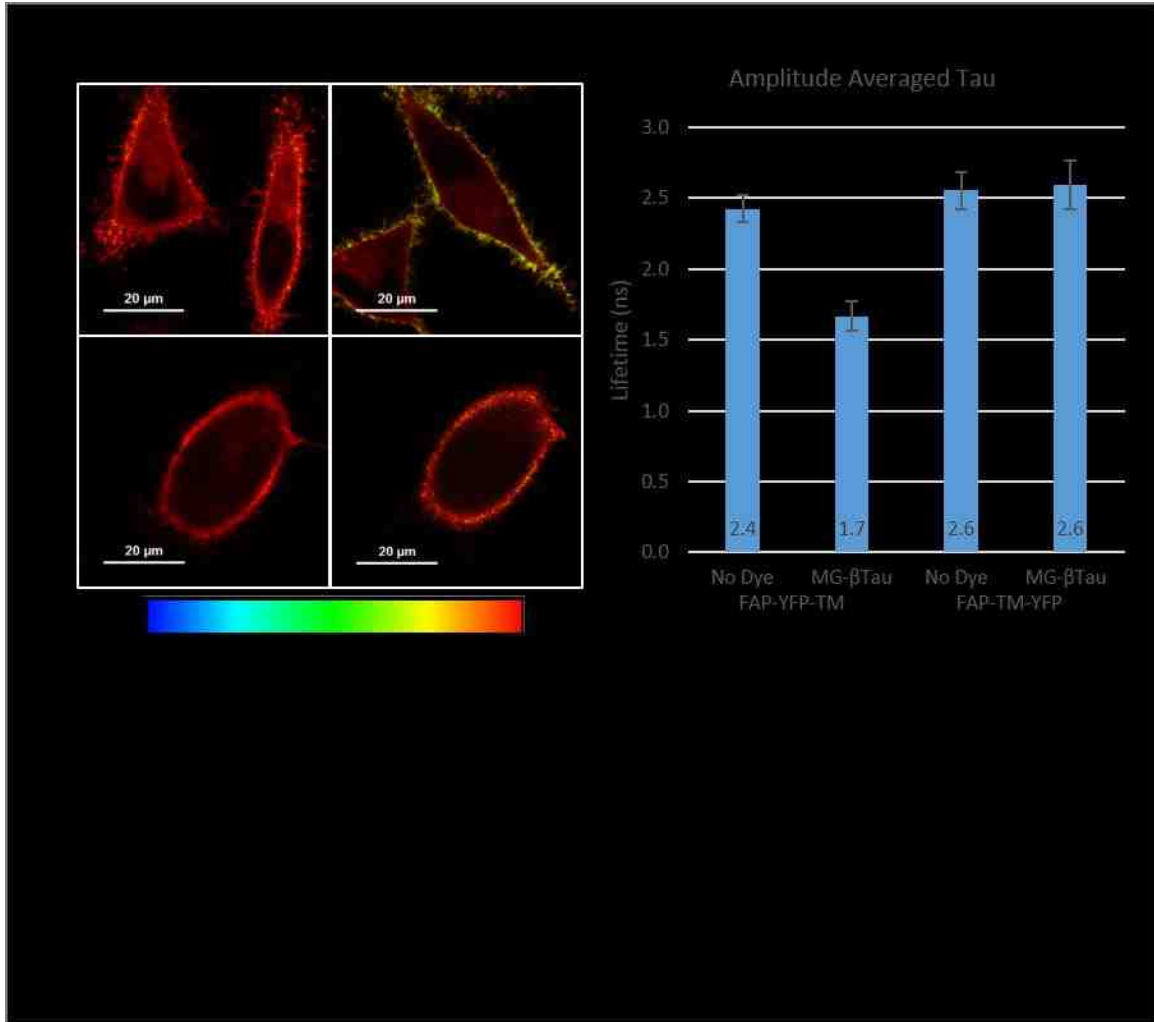 20 µm
20 µm
20 µm
20 µm
Amplitude Averaged Tau
Lifetime (ns)
3.0
2.5
2.0
1.5
1.0
0.5
0.0
2.4
1.7
2.6
2.6
No Dye
MG-βTau
No Dye
MG-βTau
FAP-YFP-TM
FAP-TM-YFP